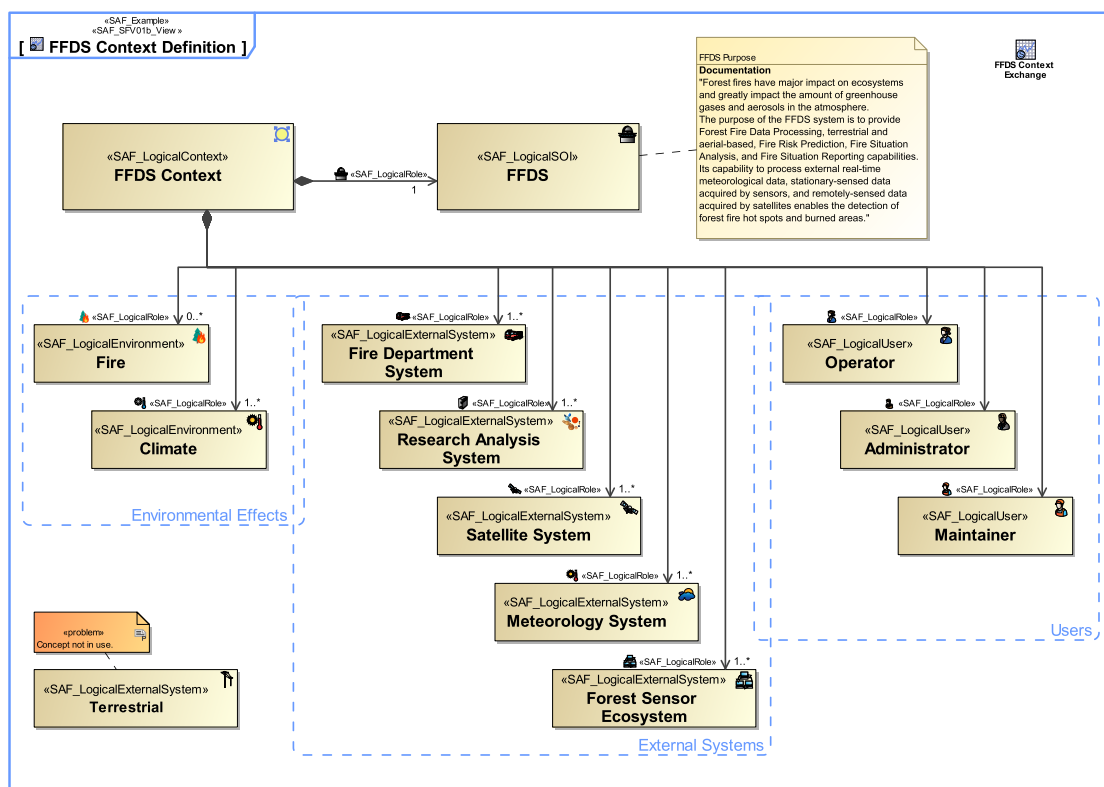 «SAF_Example»
«SAF_SFV01b_View »
[ FFDS Context Definition ]
FFDS Context
Exchange
FFDS Purpose
Documentation
"Forest fires have major impact on ecosystems
and greatly impact the amount of greenhouse
gases and aerosols in the atmosphere.
The purpose of the FFDS system is to provide
Forest Fire Data Processing, terrestrial and
aerial-based, Fire Risk Prediction, Fire Situation
Analysis, and Fire Situation Reporting capabilities.
Its capability to process external real-time
meteorological data, stationary-sensed data
acquired by sensors, and remotely-sensed data
acquired by satellites enables the detection of
forest fire hot spots and burned areas."
«SAF_LogicalContext»
FFDS Context
«SAF_LogicalRole»
1
«SAF_LogicalSOI»
FFDS
«SAF_LogicalRole» 0..*
«SAF_LogicalEnvironment»
Fire
«SAF_LogicalRole» 1..*
«SAF_LogicalEnvironment»
Climate
Environmental Effects
«SAF_LogicalRole» 1..*
«SAF_LogicalExternalSystem»
Fire Department
System
«SAF_LogicalRole» 1..*
«SAF_LogicalExternalSystem»
Research Analysis
System
«SAF_LogicalRole» 1..*
«SAF_LogicalExternalSystem»
Satellite System
«SAF_LogicalRole» 1..*
«SAF_LogicalExternalSystem»
Meteorology System
«SAF_LogicalRole» 1..*
«SAF_LogicalExternalSystem»
Forest Sensor
Ecosystem
External Systems
«SAF_LogicalRole»
«SAF_LogicalUser»
Operator
«SAF_LogicalRole»
«SAF_LogicalUser»
Administrator
«SAF_LogicalRole»
«SAF_LogicalUser»
Maintainer
Users
«problem»
Concept not in use.
«SAF_LogicalExternalSystem»
Terrestrial